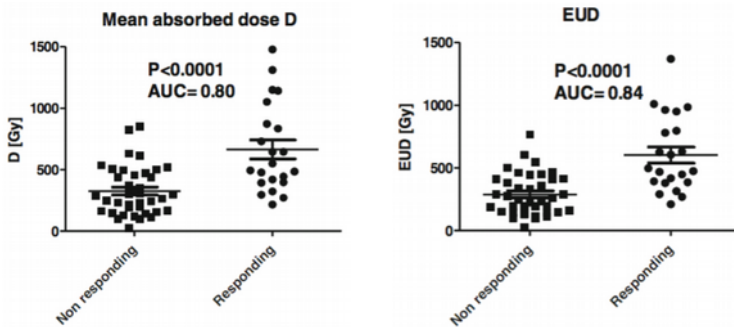 Mean absorbed dose D
D [Gy]
1500
1000
500
0
P<0.0001
AUC= 0.80
Non responding
Responding
EUD
EUD [Gy]
1500
1000
500
0
P<0.0001
AUC= 0.84
Non responding
Responding